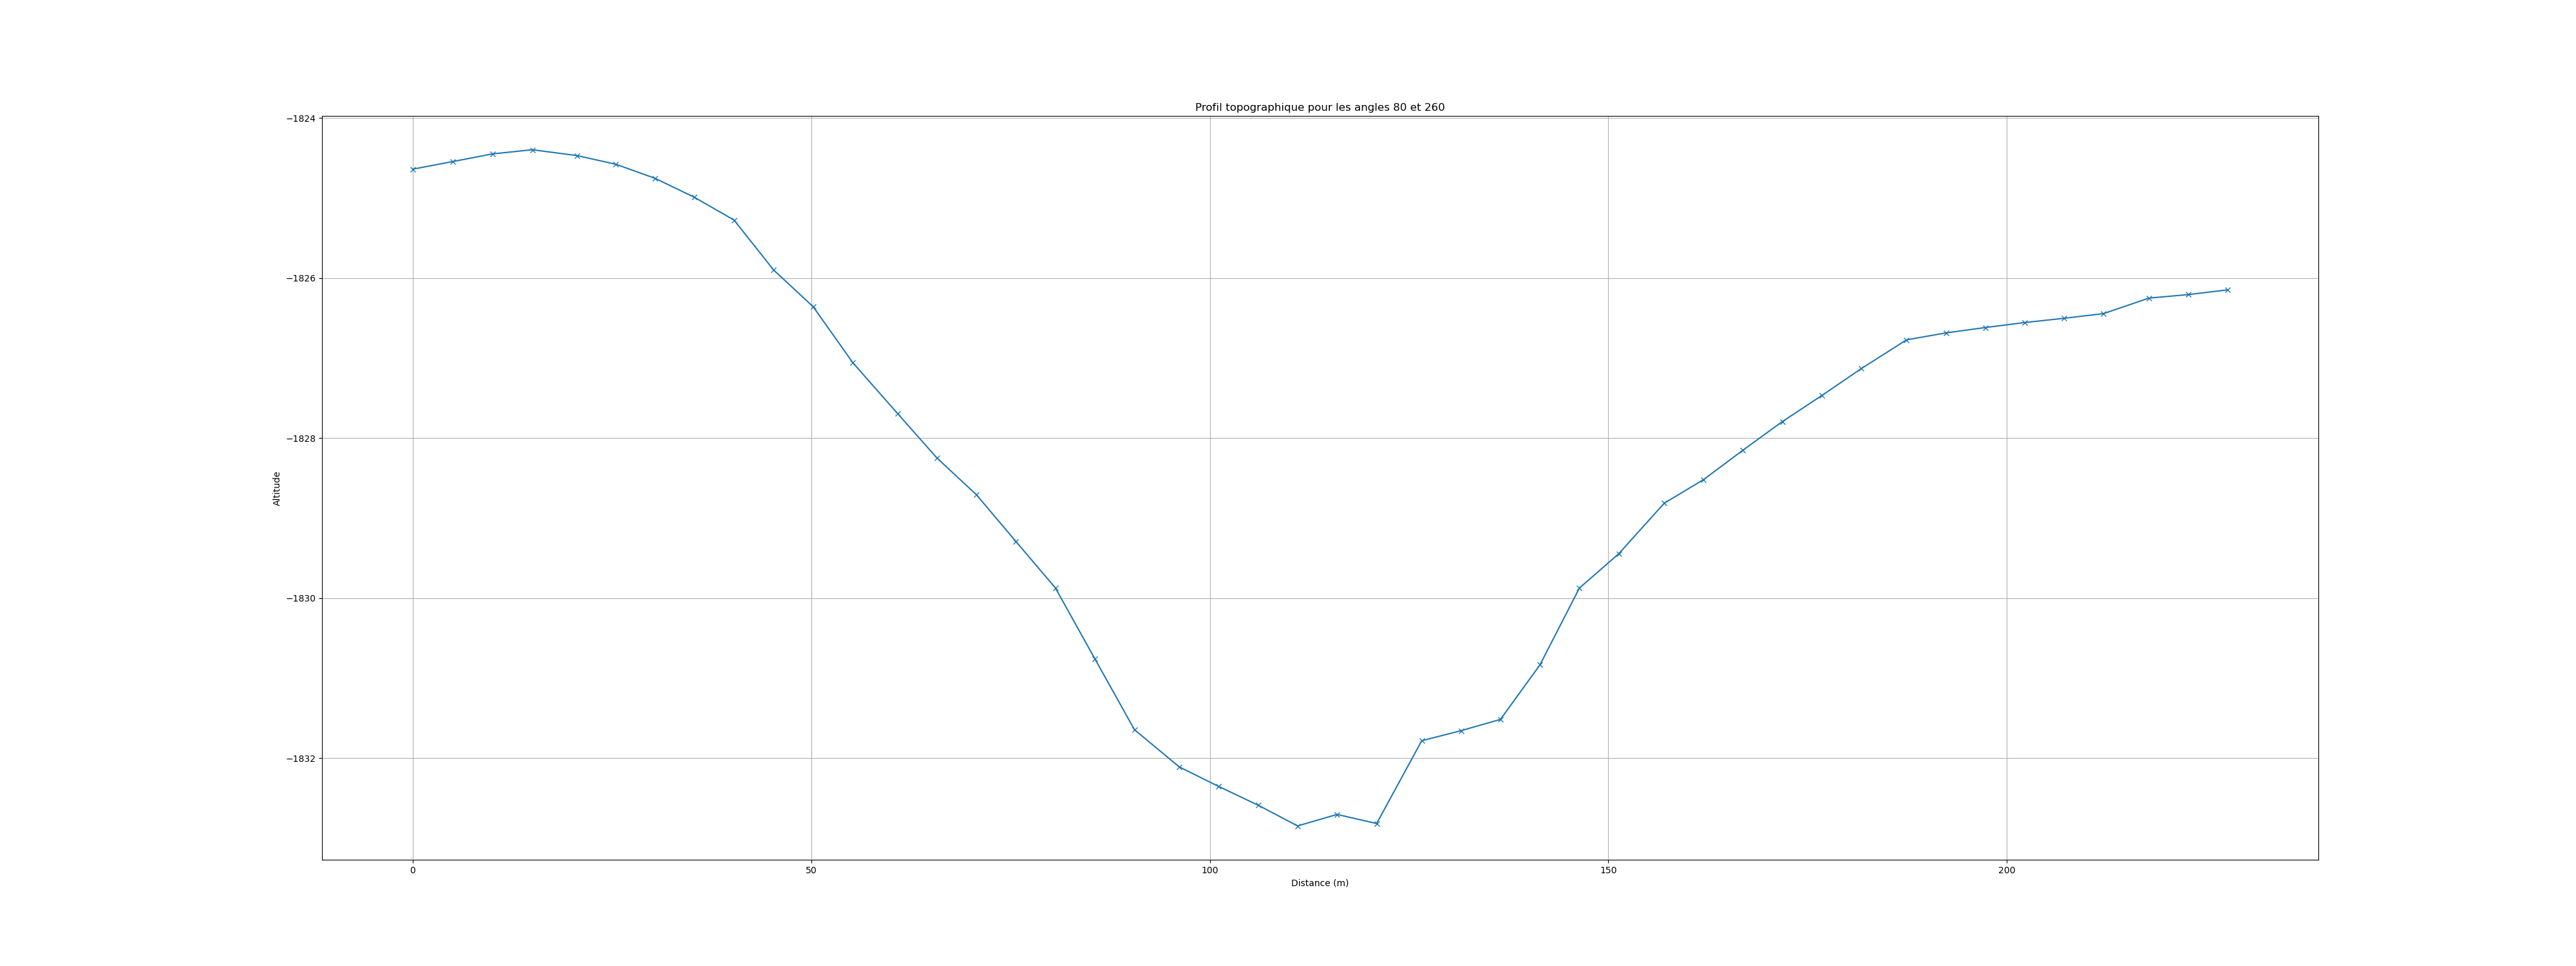 Profil topographique pour les angles 80 et 260
−1824
−1826
−1828
−1830
−1832
Altitude
0 50 100 150 200
Distance (m)